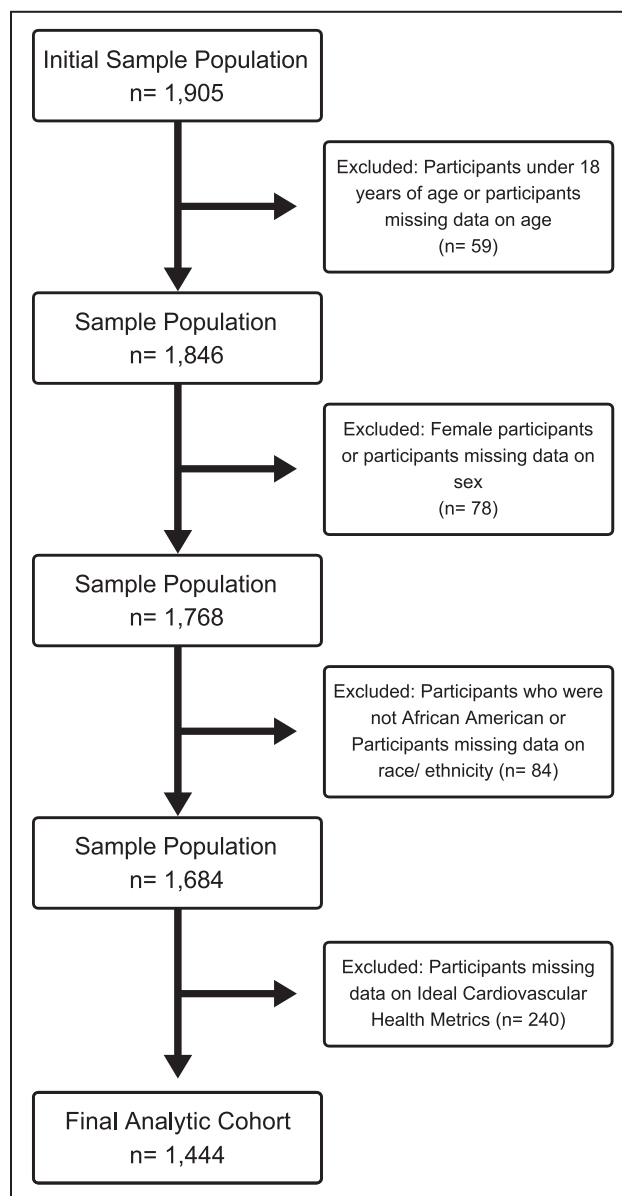 Initial Sample Population
n= 1,905
Excluded: Participants under 18
years of age or participants
missing data on age
(n= 59)
Sample Population
n= 1,846
Excluded: Female participants
or participants missing data on
sex
(n= 78)
Sample Population
n= 1,768
Excluded: Participants who were
not African American or
Participants missing data on
race/ ethnicity (n= 84)
Sample Population
n= 1,684
Excluded: Participants missing
data on Ideal Cardiovascular
Health Metrics (n= 240)
Final Analytic Cohort
n= 1,444